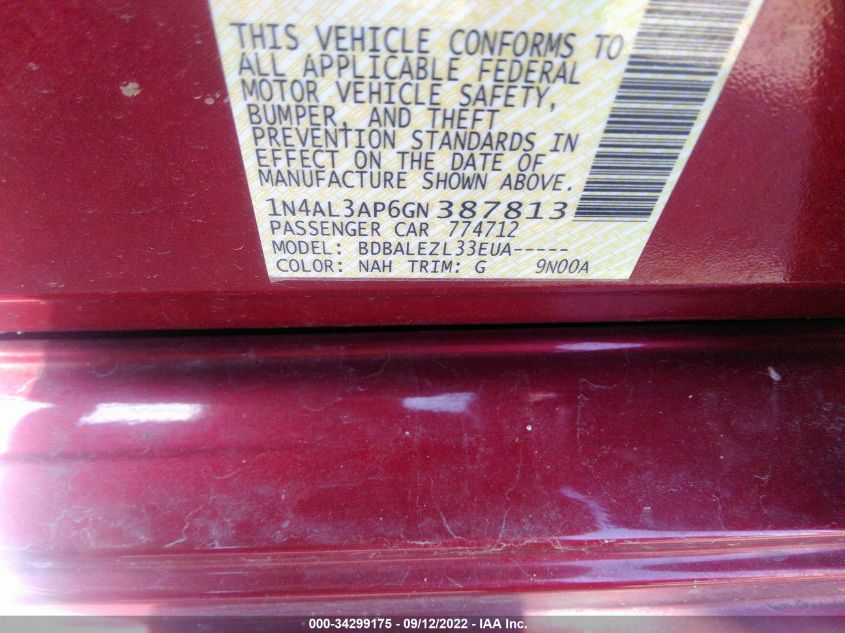 THIS VEHICLE CONFORMS TO
ALL APPLICABLE FEDERAL
MOTOR VEHICLE SAFETY,
BUMPER, AND THEFT
PREVENTION STANDARDS IN
EFFECT ON THE DATE OF
MANUFACTURE SHOWN ABOVE.
1N4AL3AP6GN387813
PASSENGER CAR 774712
MODEL: BDBALEZL33EUA-----
COLOR: NAH TRIM: G 9N00A
000-34299175 - 09/12/2022 - IAA Inc.